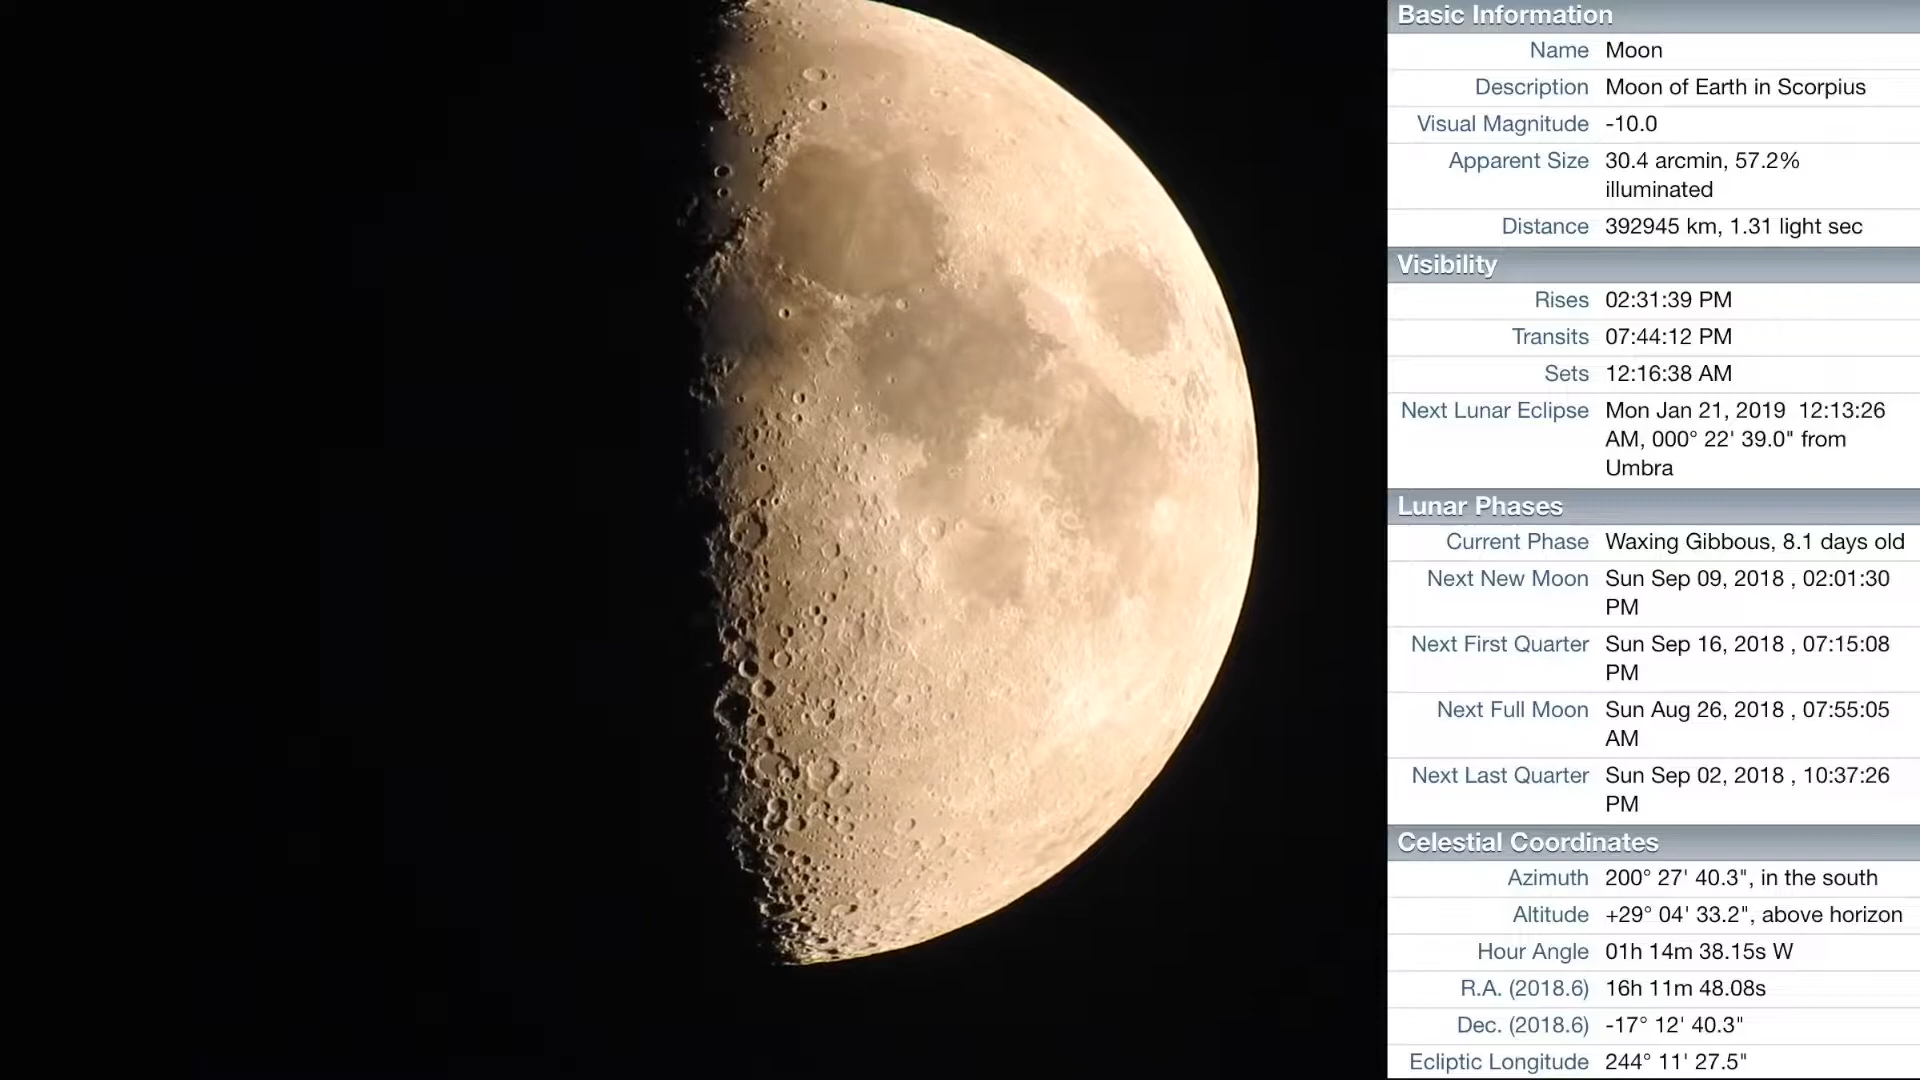 Basic Information
Name Moon
Description Moon of Earth in Scorpius
Visual Magnitude -10.0
Apparent Size 30.4 arcmin, 57.2%
illuminated
Distance 392945 km, 1.31 light sec
Visibility
Rises 02:31:39 PM
Transits 07:44:12 PM
Sets 12:16:38 AM
Next Lunar Eclipse Mon Jan 21, 2019 12:13:26
AM, 000° 22' 39.0" from
Umbra
Lunar Phases
Current Phase Waxing Gibbous, 8.1 days old
Next New Moon Sun Sep 09, 2018 , 02:01:30
PM
Next First Quarter Sun Sep 16, 2018 , 07:15:08
PM
Next Full Moon Sun Aug 26, 2018 , 07:55:05
AM
Next Last Quarter Sun Sep 02, 2018 , 10:37:26
PM
Celestial Coordinates
Azimuth 200° 27' 40.3", in the south
Altitude +29° 04' 33.2", above horizon
Hour Angle 01h 14m 38.15s W
R.A. (2018.6) 16h 11m 48.08s
Dec. (2018.6) -17° 12' 40.3"
Ecliptic Longitude 244° 11' 27.5"